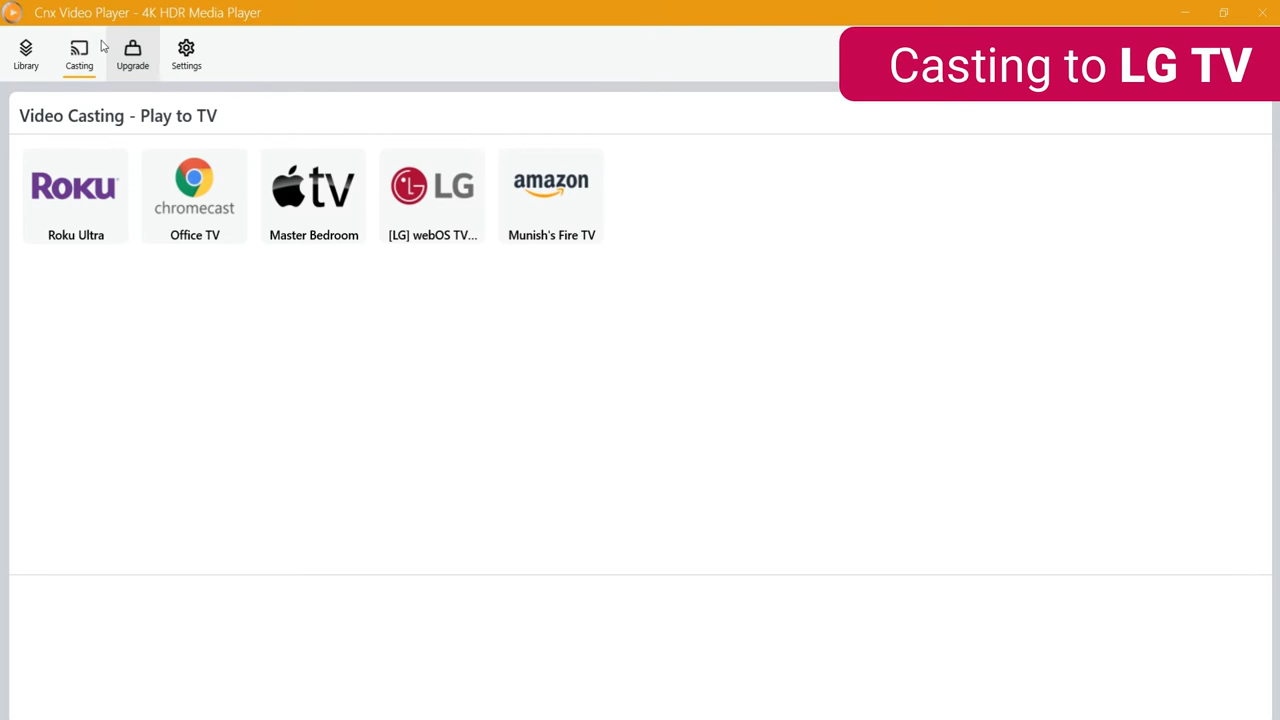 Cnx Video Player - 4K HDR Media Player
Library
Casting
Upgrade
Settings
Casting to LG TV
Video Casting - Play to TV
ROKU
chromecast
tv
LG
amazon
Roku Ultra
Office TV
Master Bedroom
[LG] webOS TV...
Munish's Fire TV